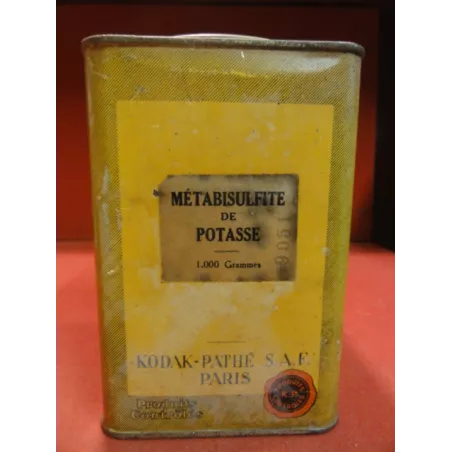 MÉTABISULFITE
DE
POTASSE
1.000 Grammes
KODAK-PATHÉ S.A.F.
PARIS
Produits
Contrôlés